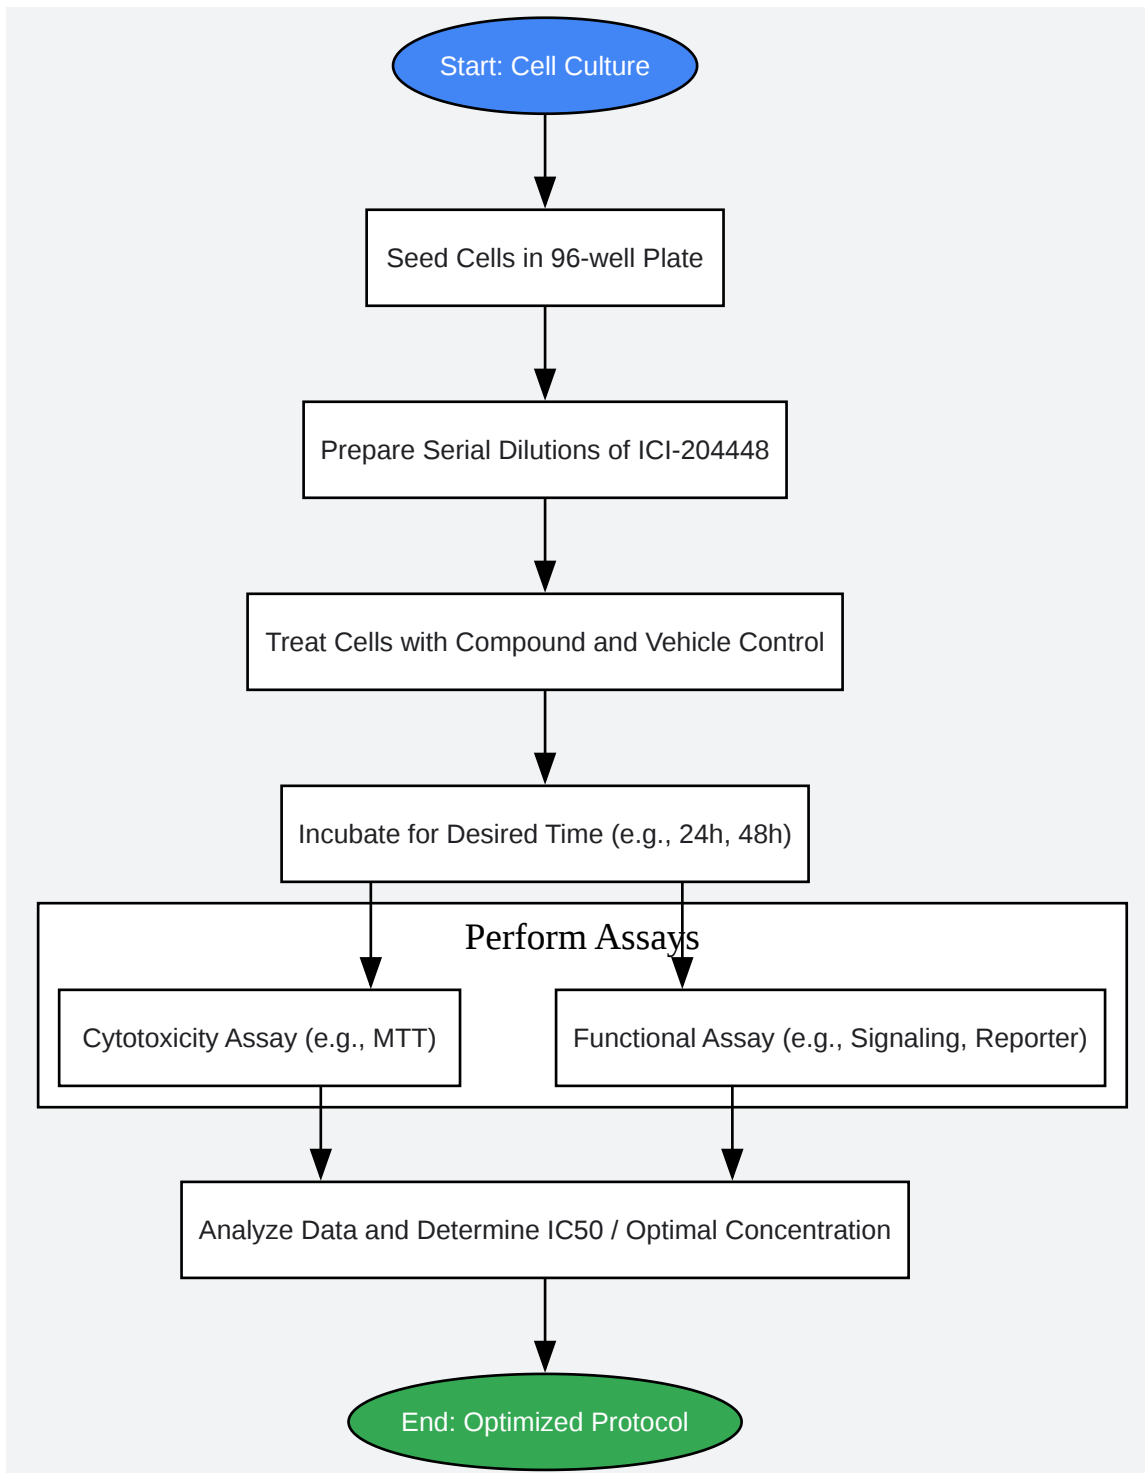 Start: Cell Culture
Seed Cells in 96-well Plate
Prepare Serial Dilutions of ICI-204448
Treat Cells with Compound and Vehicle Control
Incubate for Desired Time (e.g., 24h, 48h)
Perform Assays
Cytotoxicity Assay (e.g., MTT)
Functional Assay (e.g., Signaling, Reporter)
Analyze Data and Determine IC50 / Optimal Concentration
End: Optimized Protocol